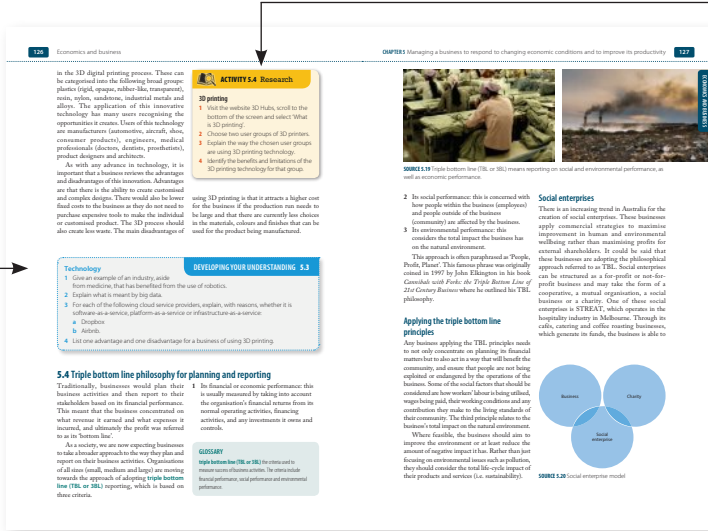 126 Economics and business
in the 3D digital printing process. These can
be categorised into the following broad groups:
plastics (rigid, opaque, rubber-like, transparent),
resin, nylon, sandstone, industrial metals and
alloys. The application of this innovative
technology has many users recognising the
opportunities it creates. Users of this technology
are manufacturers (automotive, aircraft, shoe,
consumer products), engineers, medical
professionals (doctors, dentists, prosthetists),
product designers and architects.
As with any advance in technology, it is
important that a business reviews the advantages
and disadvantages of this innovation. Advantages
are that there is the ability to create customised
and complex designs. There would also be lower
fixed costs to the business as they do not need to
purchase expensive tools to make the individual
or customised product. The 3D process should
also create less waste. The main disadvantages of
ACTIVITY 5.4 Research
3D printing
1 Visit the website 3D Hubs, scroll to the
bottom of the screen and select 'What
is 3D printing'.
2 Choose two user groups of 3D printers.
3 Explain the way the chosen user groups
are using 3D printing technology.
4 Identify the benefits and limitations of the
3D printing technology for that group.
using 3D printing is that it attracts a higher cost
for the business if the production run needs to
be large and that there are currently less choices
in the materials, colours and finishes that can be
used for the product being manufactured.
DEVELOPING YOUR UNDERSTANDING 5.3
Technology
1 Give an example of an industry, aside
from medicine, that has benefited from the use of robotics.
2 Explain what is meant by big data.
3 For each of the following cloud service providers, explain, with reasons, whether it is
software-as-a-service, platform-as-a-service or infrastructure-as-a-service:
a Dropbox
b Airbnb.
4 List one advantage and one disadvantage for a business of using 3D printing.
5.4 Triple bottom line philosophy for planning and reporting
Traditionally, businesses would plan their
business activities and then report to their
stakeholders based on its financial performance.
This meant that the business concentrated on
what revenue it earned and what expenses it
incurred, and ultimately the profit was referred
to as its 'bottom line'.
As a society, we are now expecting businesses
to take a broader approach to the way they plan and
report on their business activities. Organisations
of all sizes (small, medium and large) are moving
towards the approach of adopting triple bottom
line (TBL or 3BL) reporting, which is based on
three criteria.
1 Its financial or economic performance: this
is usually measured by taking into account
the organisation's financial returns from its
normal operating activities, financing
activities, and any investments it owns and
controls.
GLOSSARY
triple bottom line (TBL or 3BL) the criteria used to
measure success of business activities. The criteria include
financial performance, social performance and environmental
performance.
CHAPTER 5 Managing a business to respond to changing economic conditions and to improve its productivity 127
ECONOMICS AND BUSINESS
SOURCE 5.19 Triple bottom line (TBL or 3BL) means reporting on social and environmental performance, as
well as economic performance.
2 Its social performance: this is concerned with
how people within the business (employees)
and people outside of the business
(community) are affected by the business.
3 Its environmental performance: this
considers the total impact the business has
on the natural environment.
This approach is often paraphrased as 'People,
Profit, Planet'. This famous phrase was originally
coined in 1997 by John Elkington in his book
Cannibals with Forks: the Triple Bottom Line of
21st Century Business where he outlined his TBL
philosophy.
Applying the triple bottom line
principles
Any business applying the TBL principles needs
to not only concentrate on planning its financial
matters but to also act in a way that will benefit the
community, and ensure that people are not being
exploited or endangered by the operations of the
business. Some of the social factors that should be
considered are how workers' labour is being utilised,
wages being paid, their working conditions and any
contribution they make to the living standards of
their community. The third principle relates to the
business's total impact on the natural environment.
Where feasible, the business should aim to
improve the environment or at least reduce the
amount of negative impact it has. Rather than just
focusing on environmental issues such as pollution,
they should consider the total life-cycle impact of
their products and services (i.e. sustainability).
Social enterprises
There is an increasing trend in Australia for the
creation of social enterprises. These businesses
apply commercial strategies to maximise
improvement in human and environmental
wellbeing rather than maximising profits for
external shareholders. It could be said that
these businesses are adopting the philosophical
approach referred to as TBL. Social enterprises
can be structured as a for-profit or not-for-
profit business and may take the form of a
cooperative, a mutual organisation, a social
business or a charity. One of these social
enterprises is STREAT, which operates in the
hospitality industry in Melbourne. Through its
cafés, catering and coffee roasting businesses,
which generate its funds, the business is able to
Business
Charity
Social
enterprise
SOURCE 5.20 Social enterprise model